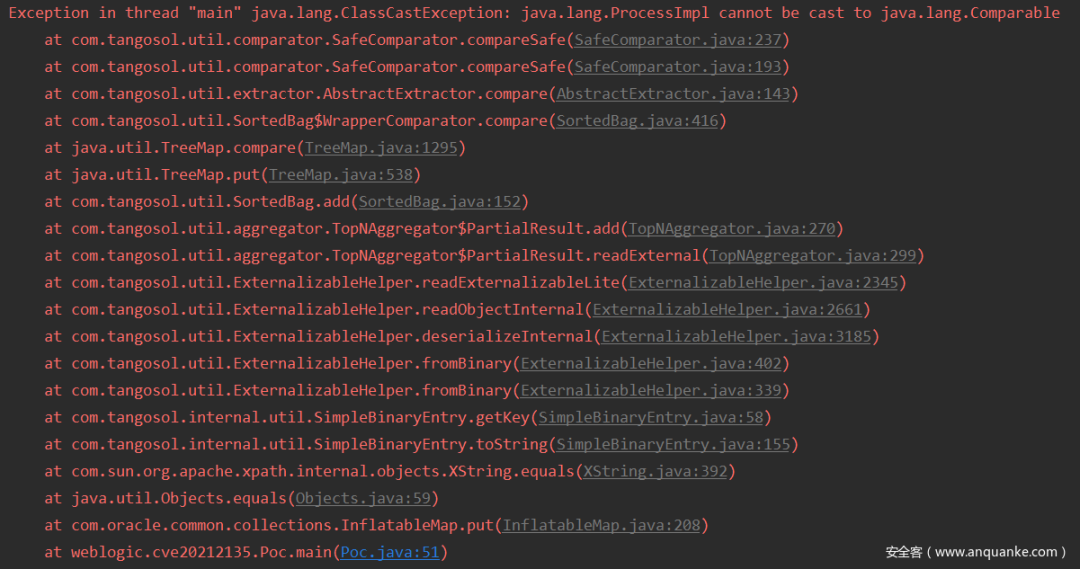 Exception in thread "main" java.lang.ClassCastException: java.lang.ProcessImpl cannot be cast to java.lang.Comparable
at com.tangosol.util.comparator.SafeComparator.compareSafe(SafeComparator.java:237)
at com.tangosol.util.comparator.SafeComparator.compareSafe(SafeComparator.java:193)
at com.tangosol.util.extractor.AbstractExtractor.compare(AbstractExtractor.java:143)
at com.tangosol.util.SortedBag$WrapperComparator.compare(SortedBag.java:416)
at java.util.TreeMap.compare(TreeMap.java:1295)
at java.util.TreeMap.put(TreeMap.java:538)
at com.tangosol.util.SortedBag.add(SortedBag.java:152)
at com.tangosol.util.aggregator.TopNAggregator$PartialResult.add(TopNAggregator.java:270)
at com.tangosol.util.aggregator.TopNAggregator$PartialResult.readExternal(TopNAggregator.java:299)
at com.tangosol.util.ExternalizableHelper.readExternalizableLite(ExternalizableHelper.java:2345)
at com.tangosol.util.ExternalizableHelper.readObjectInternal(ExternalizableHelper.java:2661)
at com.tangosol.util.ExternalizableHelper.deserializeInternal(ExternalizableHelper.java:3185)
at com.tangosol.util.ExternalizableHelper.fromBinary(ExternalizableHelper.java:402)
at com.tangosol.util.ExternalizableHelper.fromBinary(ExternalizableHelper.java:339)
at com.tangosol.internal.util.SimpleBinaryEntry.getKey(SimpleBinaryEntry.java:58)
at com.tangosol.internal.util.SimpleBinaryEntry.toString(SimpleBinaryEntry.java:155)
at com.sun.org.apache.xpath.internal.objects.XString.equals(XString.java:392)
at java.util.Objects.equals(Objects.java:59)
at com.oracle.common.collections.InflatableMap.put(InflatableMap.java:208)
at weblogic.cve20212135.Poc.main(Poc.java:51)
安全客（www.anquanke.com）